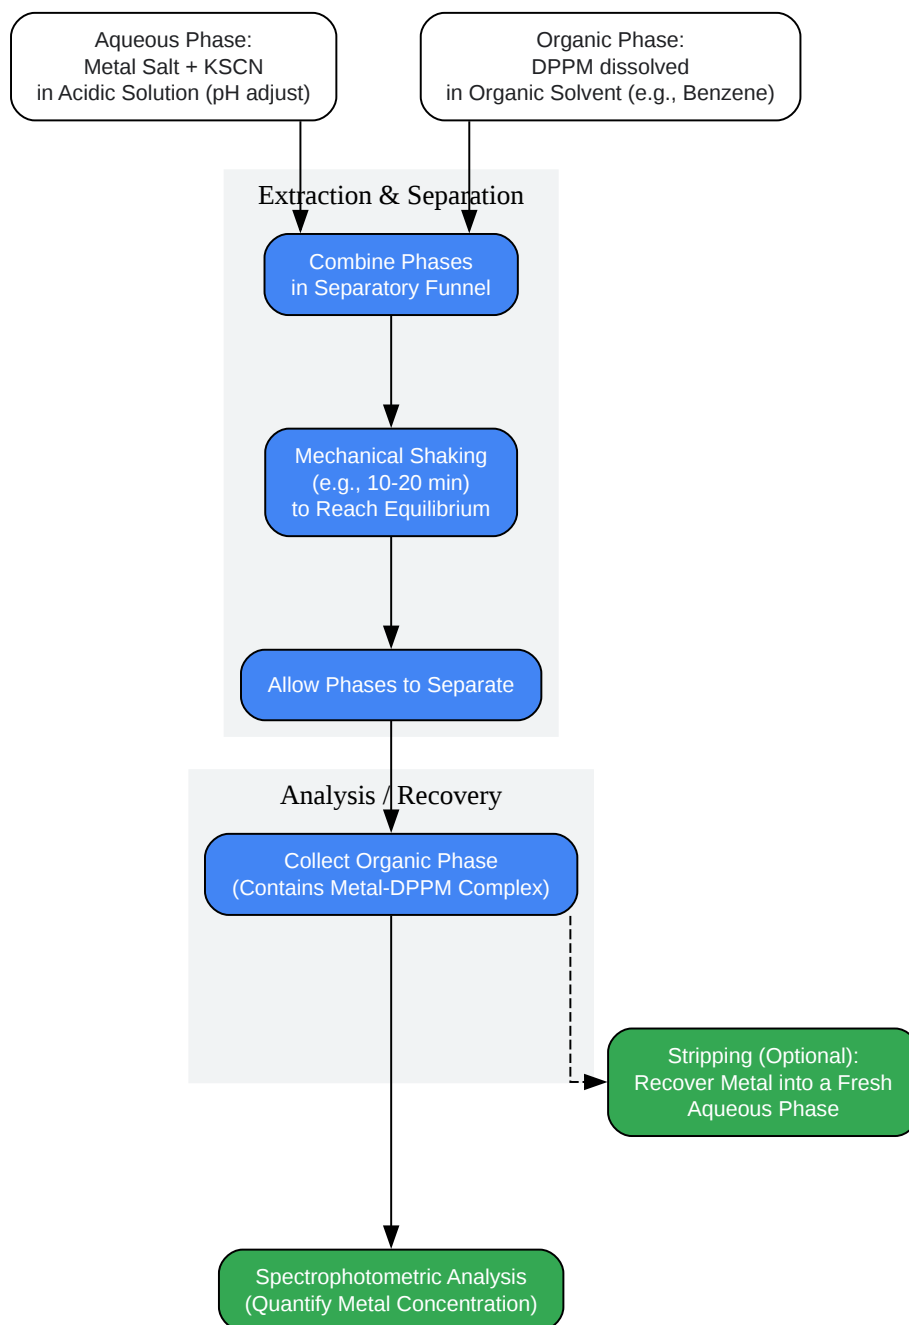 Aqueous Phase:
Metal Salt + KSCN
in Acidic Solution (pH adjust)
Organic Phase:
DPPM dissolved
in Organic Solvent (e.g., Benzene)
Extraction & Separation
Combine Phases
in Separatory Funnel
Mechanical Shaking
(e.g., 10-20 min)
to Reach Equilibrium
Allow Phases to Separate
Analysis / Recovery
Collect Organic Phase
(Contains Metal-DPPM Complex)
Stripping (Optional):
Recover Metal into a Fresh
Aqueous Phase
Spectrophotometric Analysis
(Quantify Metal Concentration)